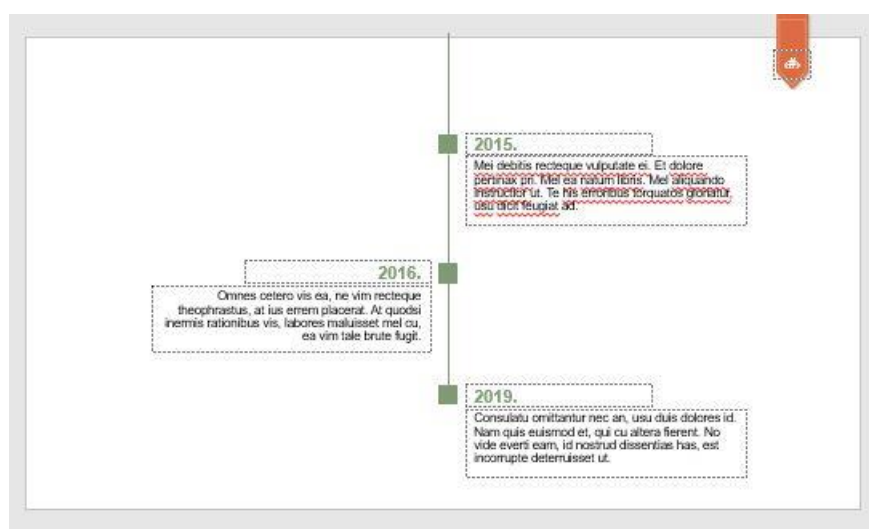 2015.
Mei debitis recteque vulputate ei. Et dolore
pertinax pri. Mel ea natum libris. Mel aliquando
instructior ut. Te his erroribus torquatos gloriatur,
usu dicit feugiat ad.
2016.
Omnes cetero vis ea, ne vim recteque
theophrastus, at ius errem placerat. At quodsi
inermis rationibus vis, labores maluisset mel cu,
ea vim tale brute fugit.
2019.
Consulatu omittantur nec an, usu duis dolores id.
Nam quis euismod et, qui cu altera fierent. No
vide everti eam, id nostrud dissentias has, est
incorrupte deterruisset ut.